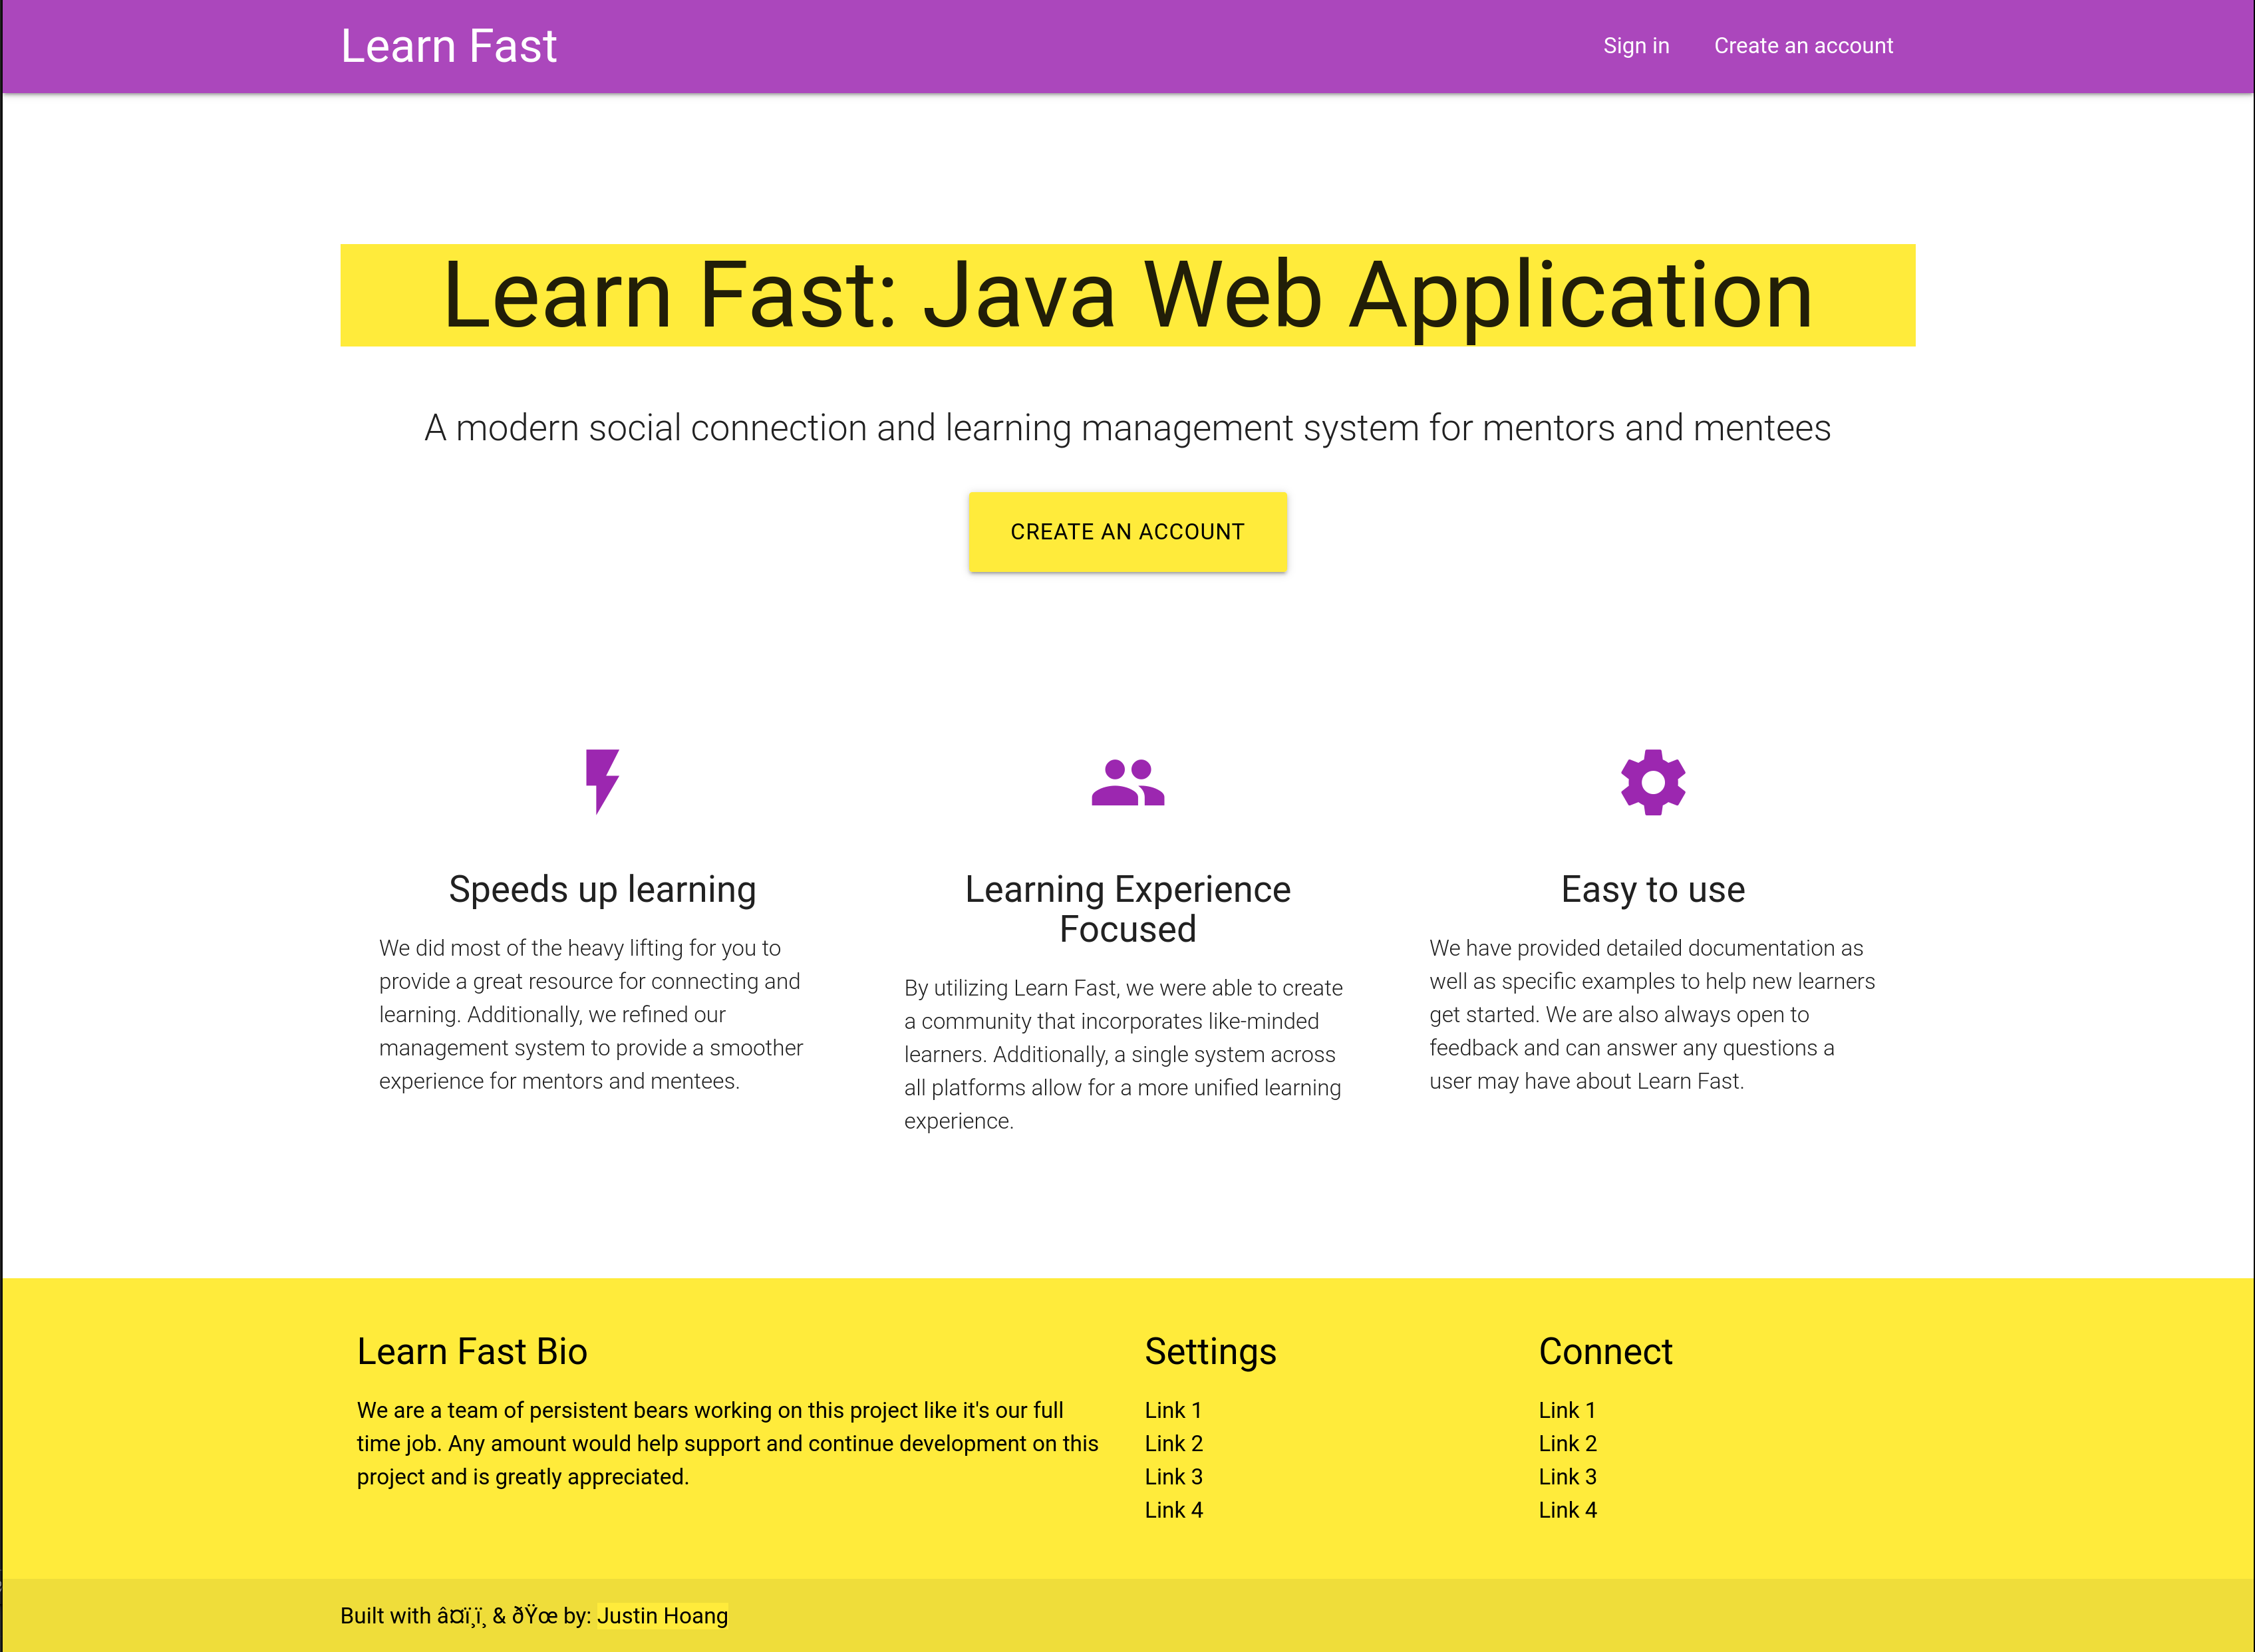 Learn Fast
Sign in
Create an account
Learn Fast: Java Web Application
A modern social connection and learning management system for mentors and mentees
CREATE AN ACCOUNT
Speeds up learning
We did most of the heavy lifting for you to
provide a great resource for connecting and
learning. Additionally, we refined our
management system to provide a smoother
experience for mentors and mentees.
Learning Experience
Focused
By utilizing Learn Fast, we were able to create
a community that incorporates like-minded
learners. Additionally, a single system across
all platforms allow for a more unified learning
experience.
Easy to use
We have provided detailed documentation as
well as specific examples to help new learners
get started. We are also always open to
feedback and can answer any questions a
user may have about Learn Fast.
Learn Fast Bio
We are a team of persistent bears working on this project like it's our full
time job. Any amount would help support and continue development on this
project and is greatly appreciated.
Settings
Link 1
Link 2
Link 3
Link 4
Connect
Link 1
Link 2
Link 3
Link 4
Built with â¤ï¸ï¸ & ðŸœ by: Justin Hoang